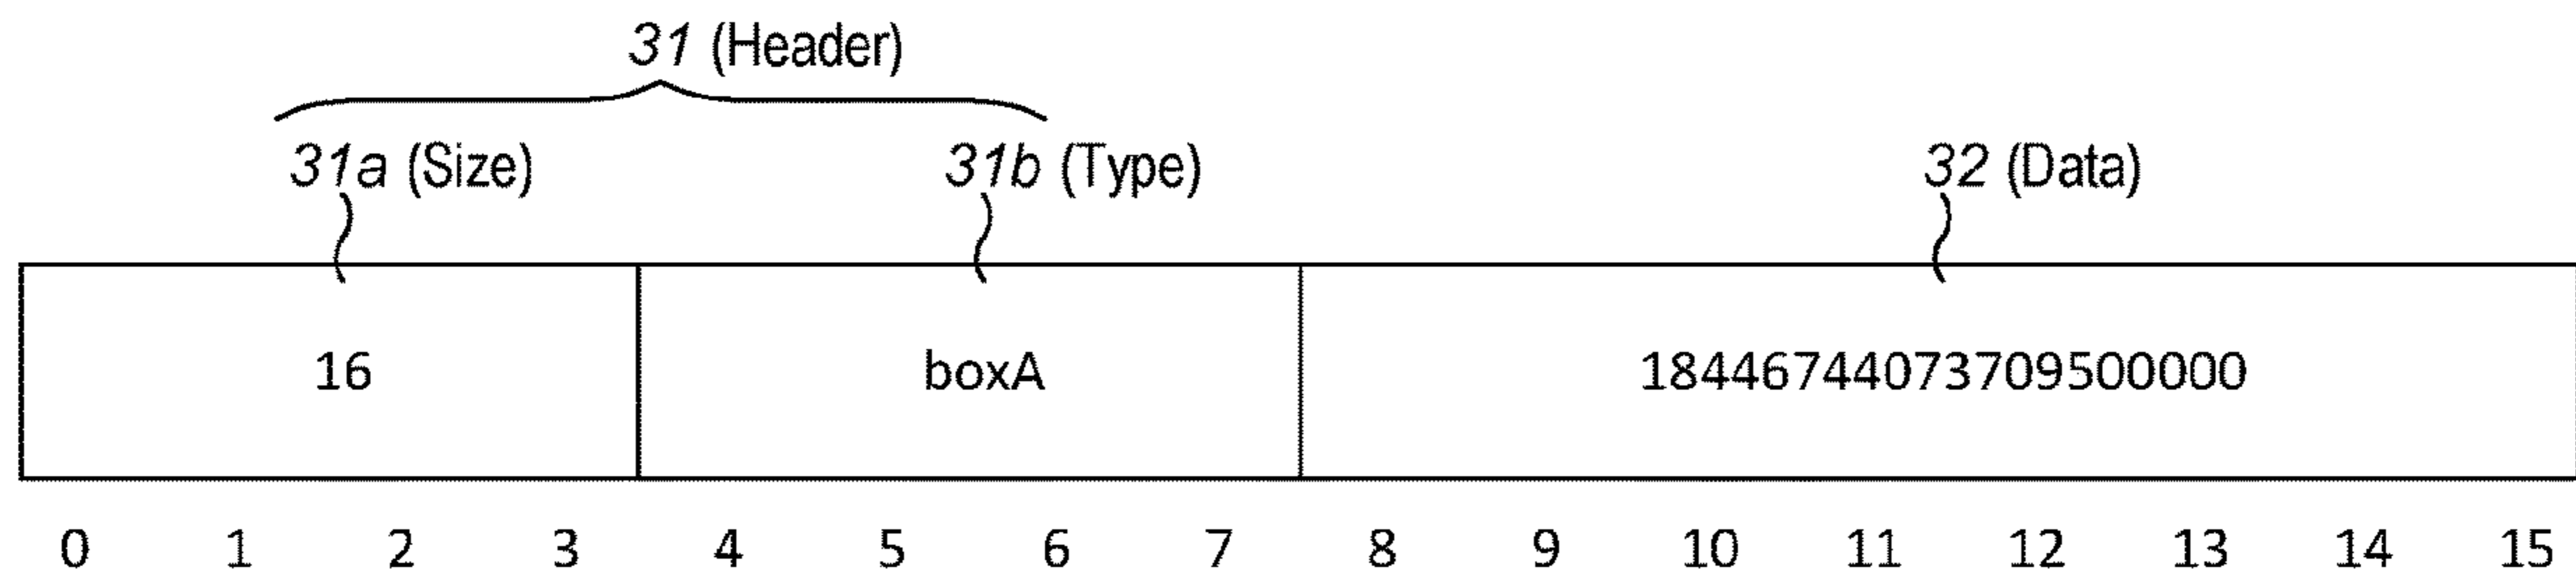 31 (Header)
31a (Size) 31b (Type) 32 (Data)
16 boxA 18446744073709500000
0 1 2 3 4 5 6 7 8 9 10 11 12 13 14 15